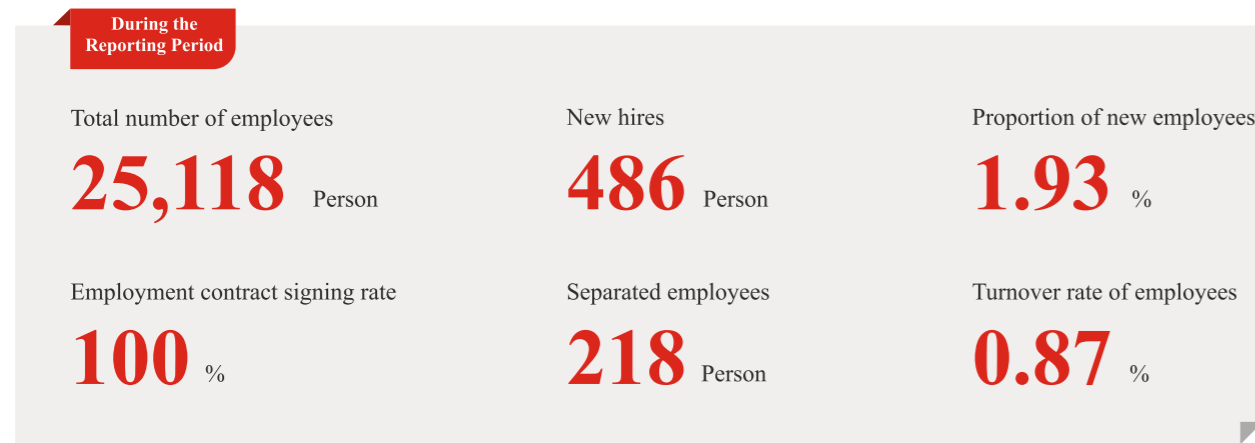 During the
Reporting Period
Total number of employees
25,118 Person
New hires
486 Person
Proportion of new employees
1.93 %
Employment contract signing rate
100 %
Separated employees
218 Person
Turnover rate of employees
0.87 %